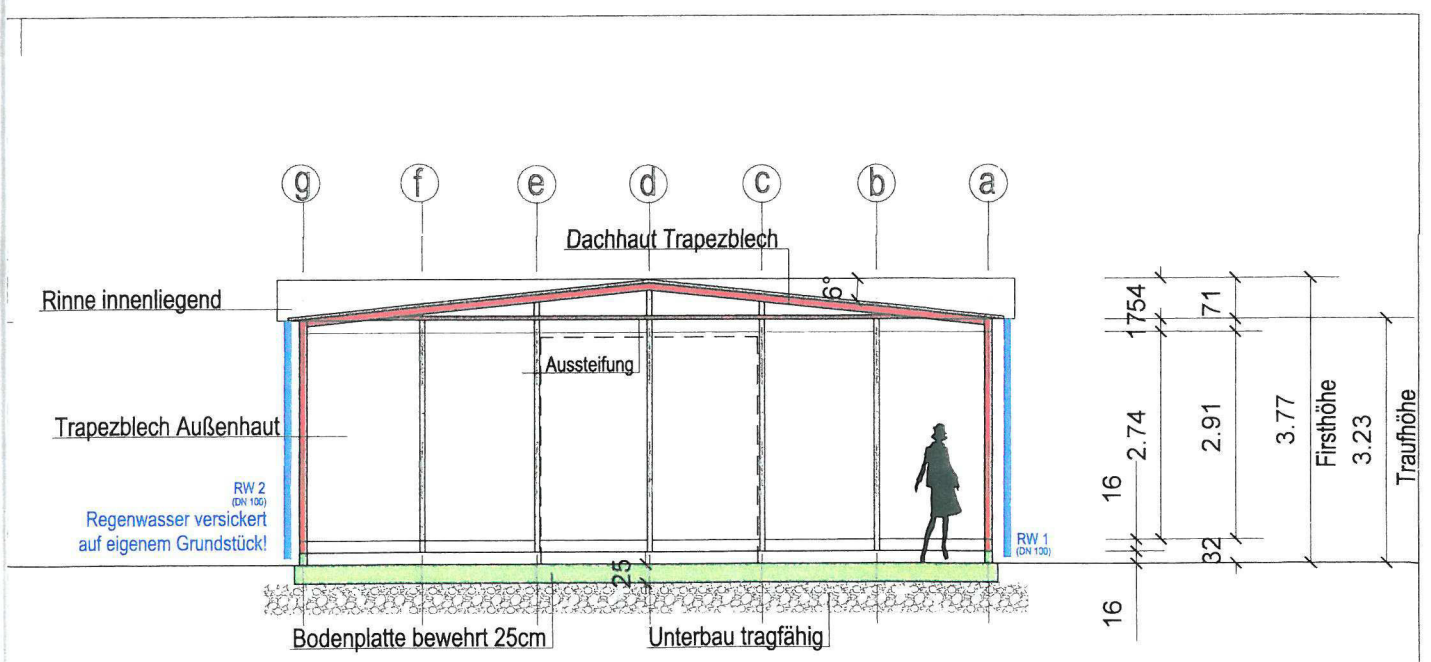 g f e d c b a
Dachhaut Trapezblech
Rinne innenliegend
6°
Aussteifung
Trapezblech Außenhaut
RW 2
(DN 100)
Regenwasser versickert
auf eigenem Grundstück!
RW 1
(DN 100)
25
Bodenplatte bewehrt 25cm
Unterbau tragfähig
1754
2.74
16
16
71
2.91
32
3.77
Firsthöhe
3.23
Traufhöhe